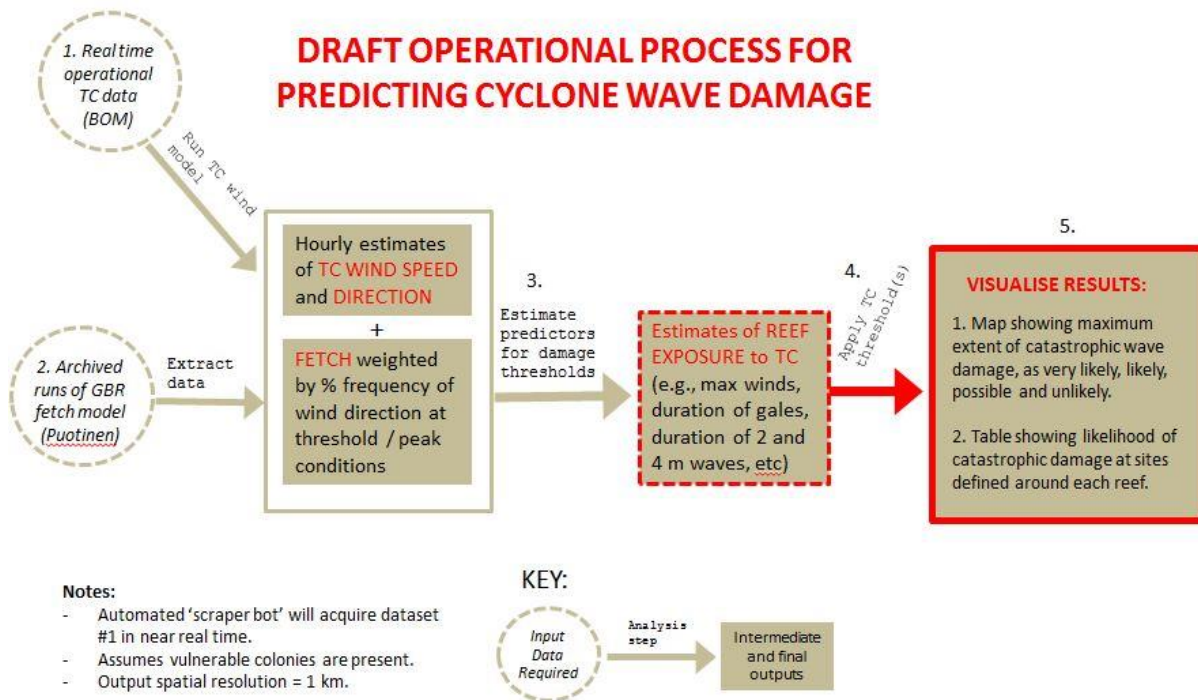 DRAFT OPERATIONAL PROCESS FOR
PREDICTING CYCLONE WAVE DAMAGE
1. Real time
operational
TC data
(BOM)
Run TC wind
model
2. Archived
runs of GBR
fetch model
(Puotinen)
Extract
data
Hourly estimates
of TC WIND SPEED
and DIRECTION
+
FETCH weighted
by % frequency of
wind direction at
threshold / peak
conditions
3.
Estimate
predictors
for damage
thresholds
Estimates of REEF
EXPOSURE to TC
(e.g., max winds,
duration of gales,
duration of 2 and
4 m waves, etc)
4.
Apply TC
threshold(s)
5.
VISUALISE RESULTS:
1. Map showing maximum
extent of catastrophic wave
damage, as very likely, likely,
possible and unlikely.
2. Table showing likelihood of
catastrophic damage at sites
defined around each reef.
Notes:
- Automated ‘scraper bot’ will acquire dataset
#1 in near real time.
- Assumes vulnerable colonies are present.
- Output spatial resolution = 1 km.
KEY:
Input
Data
Required
Analysis
step
Intermediate
and final
outputs